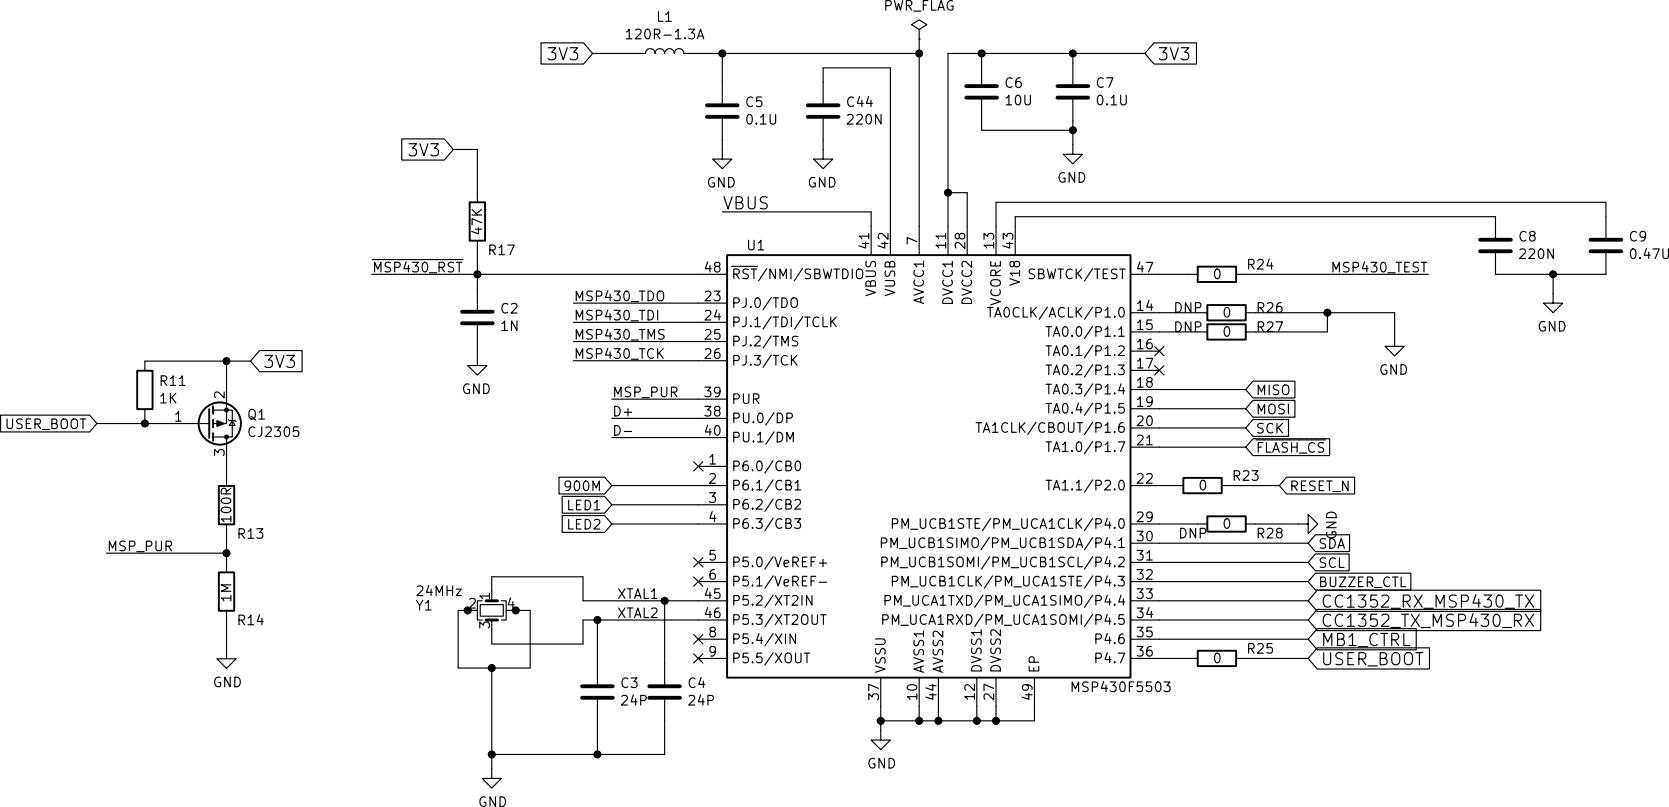 PWR_FLAG
L1
120R-1.3A
3V3
3V3
C5
0.1U
C44
220N
C6
10U
C7
0.1U
GND
GND
GND
3V3
47K
R17
MSP430_RST
C2
1N
GND
VBUS
41
42
7
11
28
13
43
C8
220N
C9
0.47U
GND
U1
VBUS
VUSB
AVCC1
DVCC1
DVCC2
VCORE
V18
48
RST/NMI/SBWTDIO
MSP430_TDO
23
PJ.0/TDO
MSP430_TDI
24
PJ.1/TDI/TCLK
MSP430_TMS
25
PJ.2/TMS
MSP430_TCK
26
PJ.3/TCK
MSP_PUR
39
PUR
D+
38
PU.0/DP
D-
40
PU.1/DM
1
P6.0/CB0
900M
2
P6.1/CB1
LED1
3
P6.2/CB2
LED2
4
P6.3/CB3
5
P5.0/VeREF+
6
P5.1/VeREF-
XTAL1
45
P5.2/XT2IN
XTAL2
46
P5.3/XT2OUT
8
P5.4/XIN
9
P5.5/XOUT
SBWTCK/TEST
47
0
R24
MSP430_TEST
TA0CLK/ACLK/P1.0
14
DNP
0
R26
TA0.0/P1.1
15
DNP
0
R27
GND
TA0.1/P1.2
16
TA0.2/P1.3
17
TA0.3/P1.4
18
MISO
TA0.4/P1.5
19
MOSI
TA1CLK/CBOUT/P1.6
20
SCK
TA1.0/P1.7
21
FLASH_CS
TA1.1/P2.0
22
0
R23
RESET_N
PM_UCB1STE/PM_UCA1CLK/P4.0
29
DNP
0
R28
GND
PM_UCB1SIMO/PM_UCB1SDA/P4.1
30
SDA
PM_UCB1SOMI/PM_UCB1SCL/P4.2
31
SCL
PM_UCB1CLK/PM_UCA1STE/P4.3
32
BUZZER_CTL
PM_UCA1TXD/PM_UCA1SIMO/P4.4
33
CC1352_RX_MSP430_TX
PM_UCA1RXD/PM_UCA1SOMI/P4.5
34
CC1352_TX_MSP430_RX
P4.6
35
MB1_CTRL
P4.7
36
0
R25
USER_BOOT
VSSU
AVSS1
AVSS2
DVSS1
DVSS2
EP
37
10
44
12
27
49
MSP430F5503
GND
3V3
R11
1K
USER_BOOT
1
2
3
Q1
CJ2305
100R
R13
MSP_PUR
1M
R14
GND
24MHz
Y1
1
2
3
4
C3
24P
C4
24P
GND